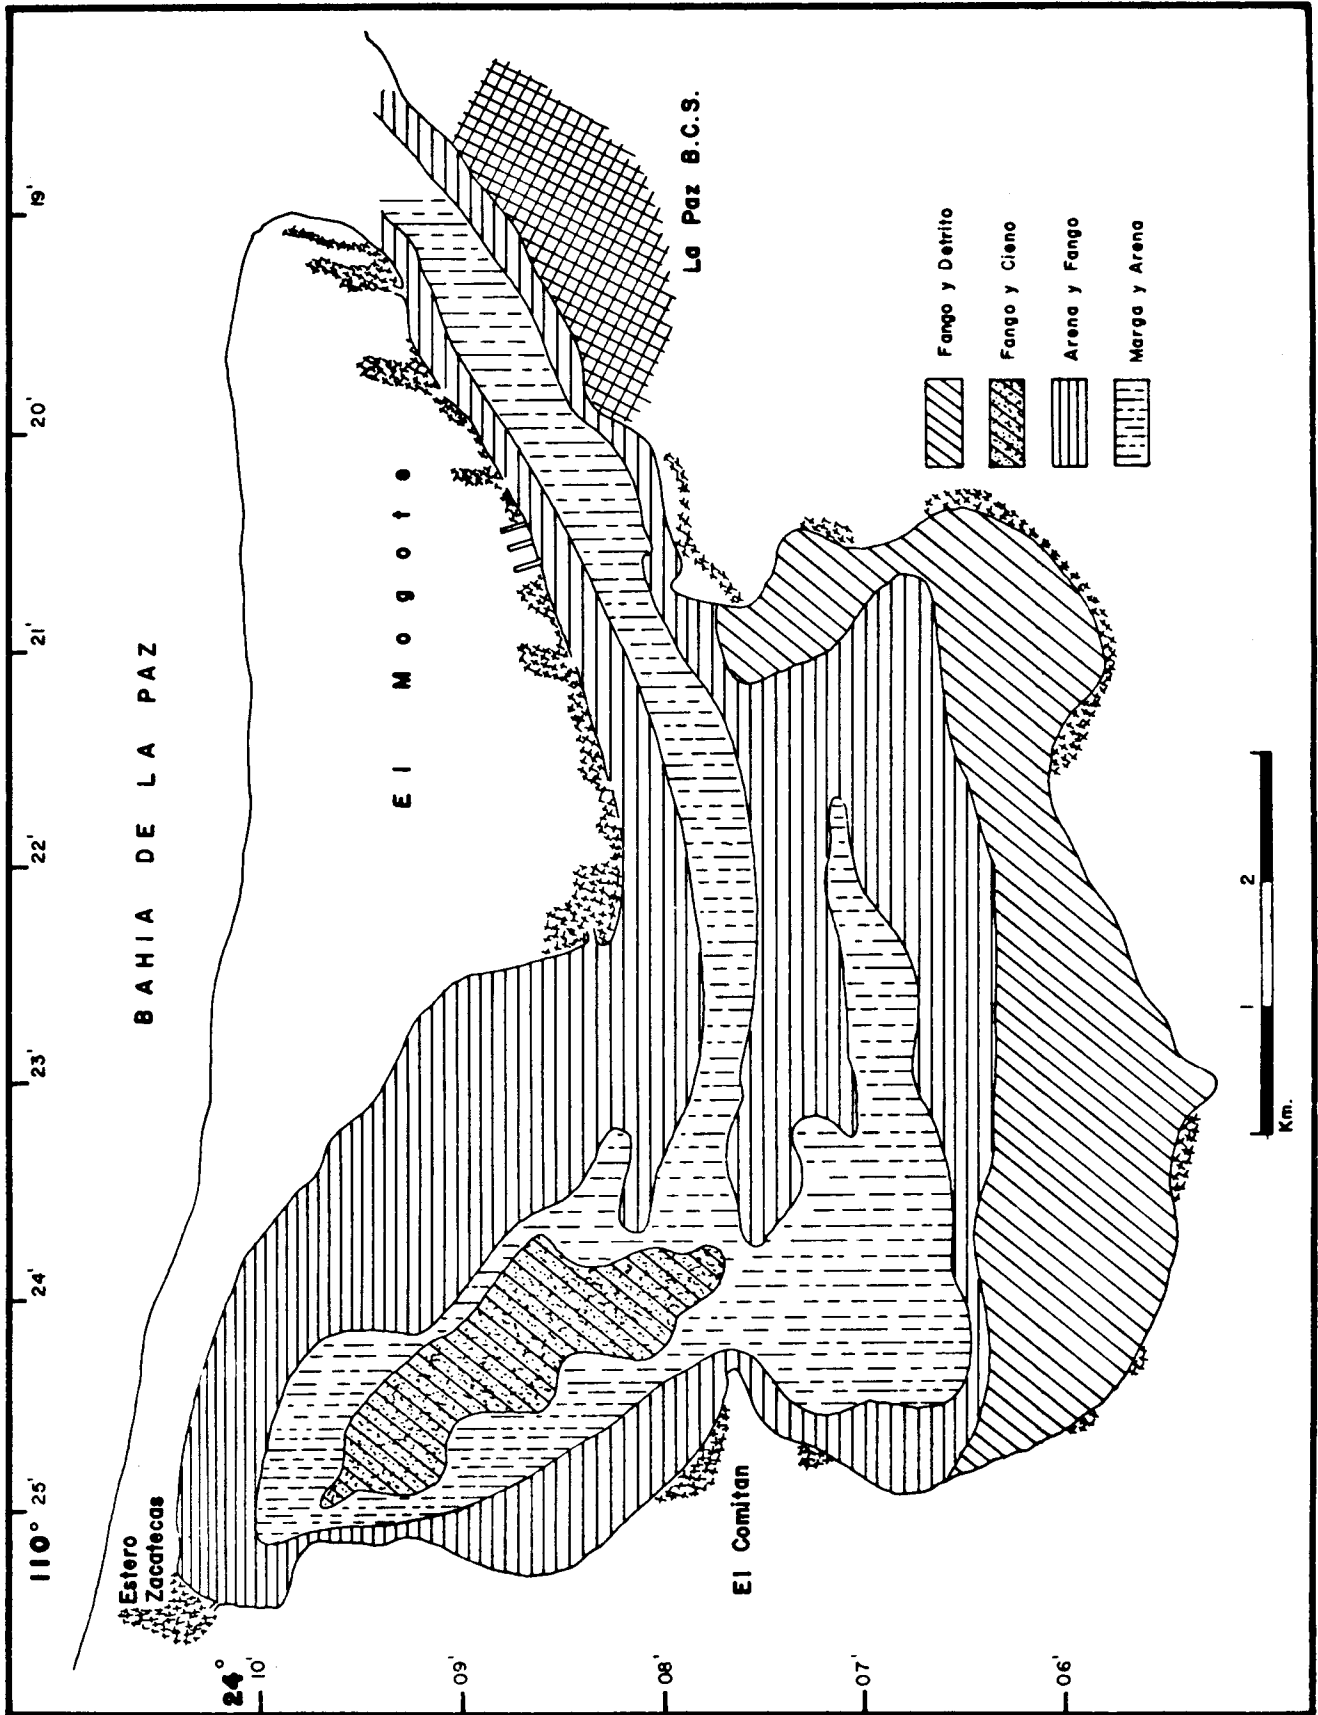 110° 25' 24' 23' 22' 21' 20' 19'
BAHIA DE LA PAZ
Estero
Zacatecas
24°
10'
09'
08'
07'
06'
El Mogote
La Paz B.C.S.
El Comitan
Fango y Detrito
Fango y Cieno
Arena y Fango
Marga y Arena
1 2
Km.